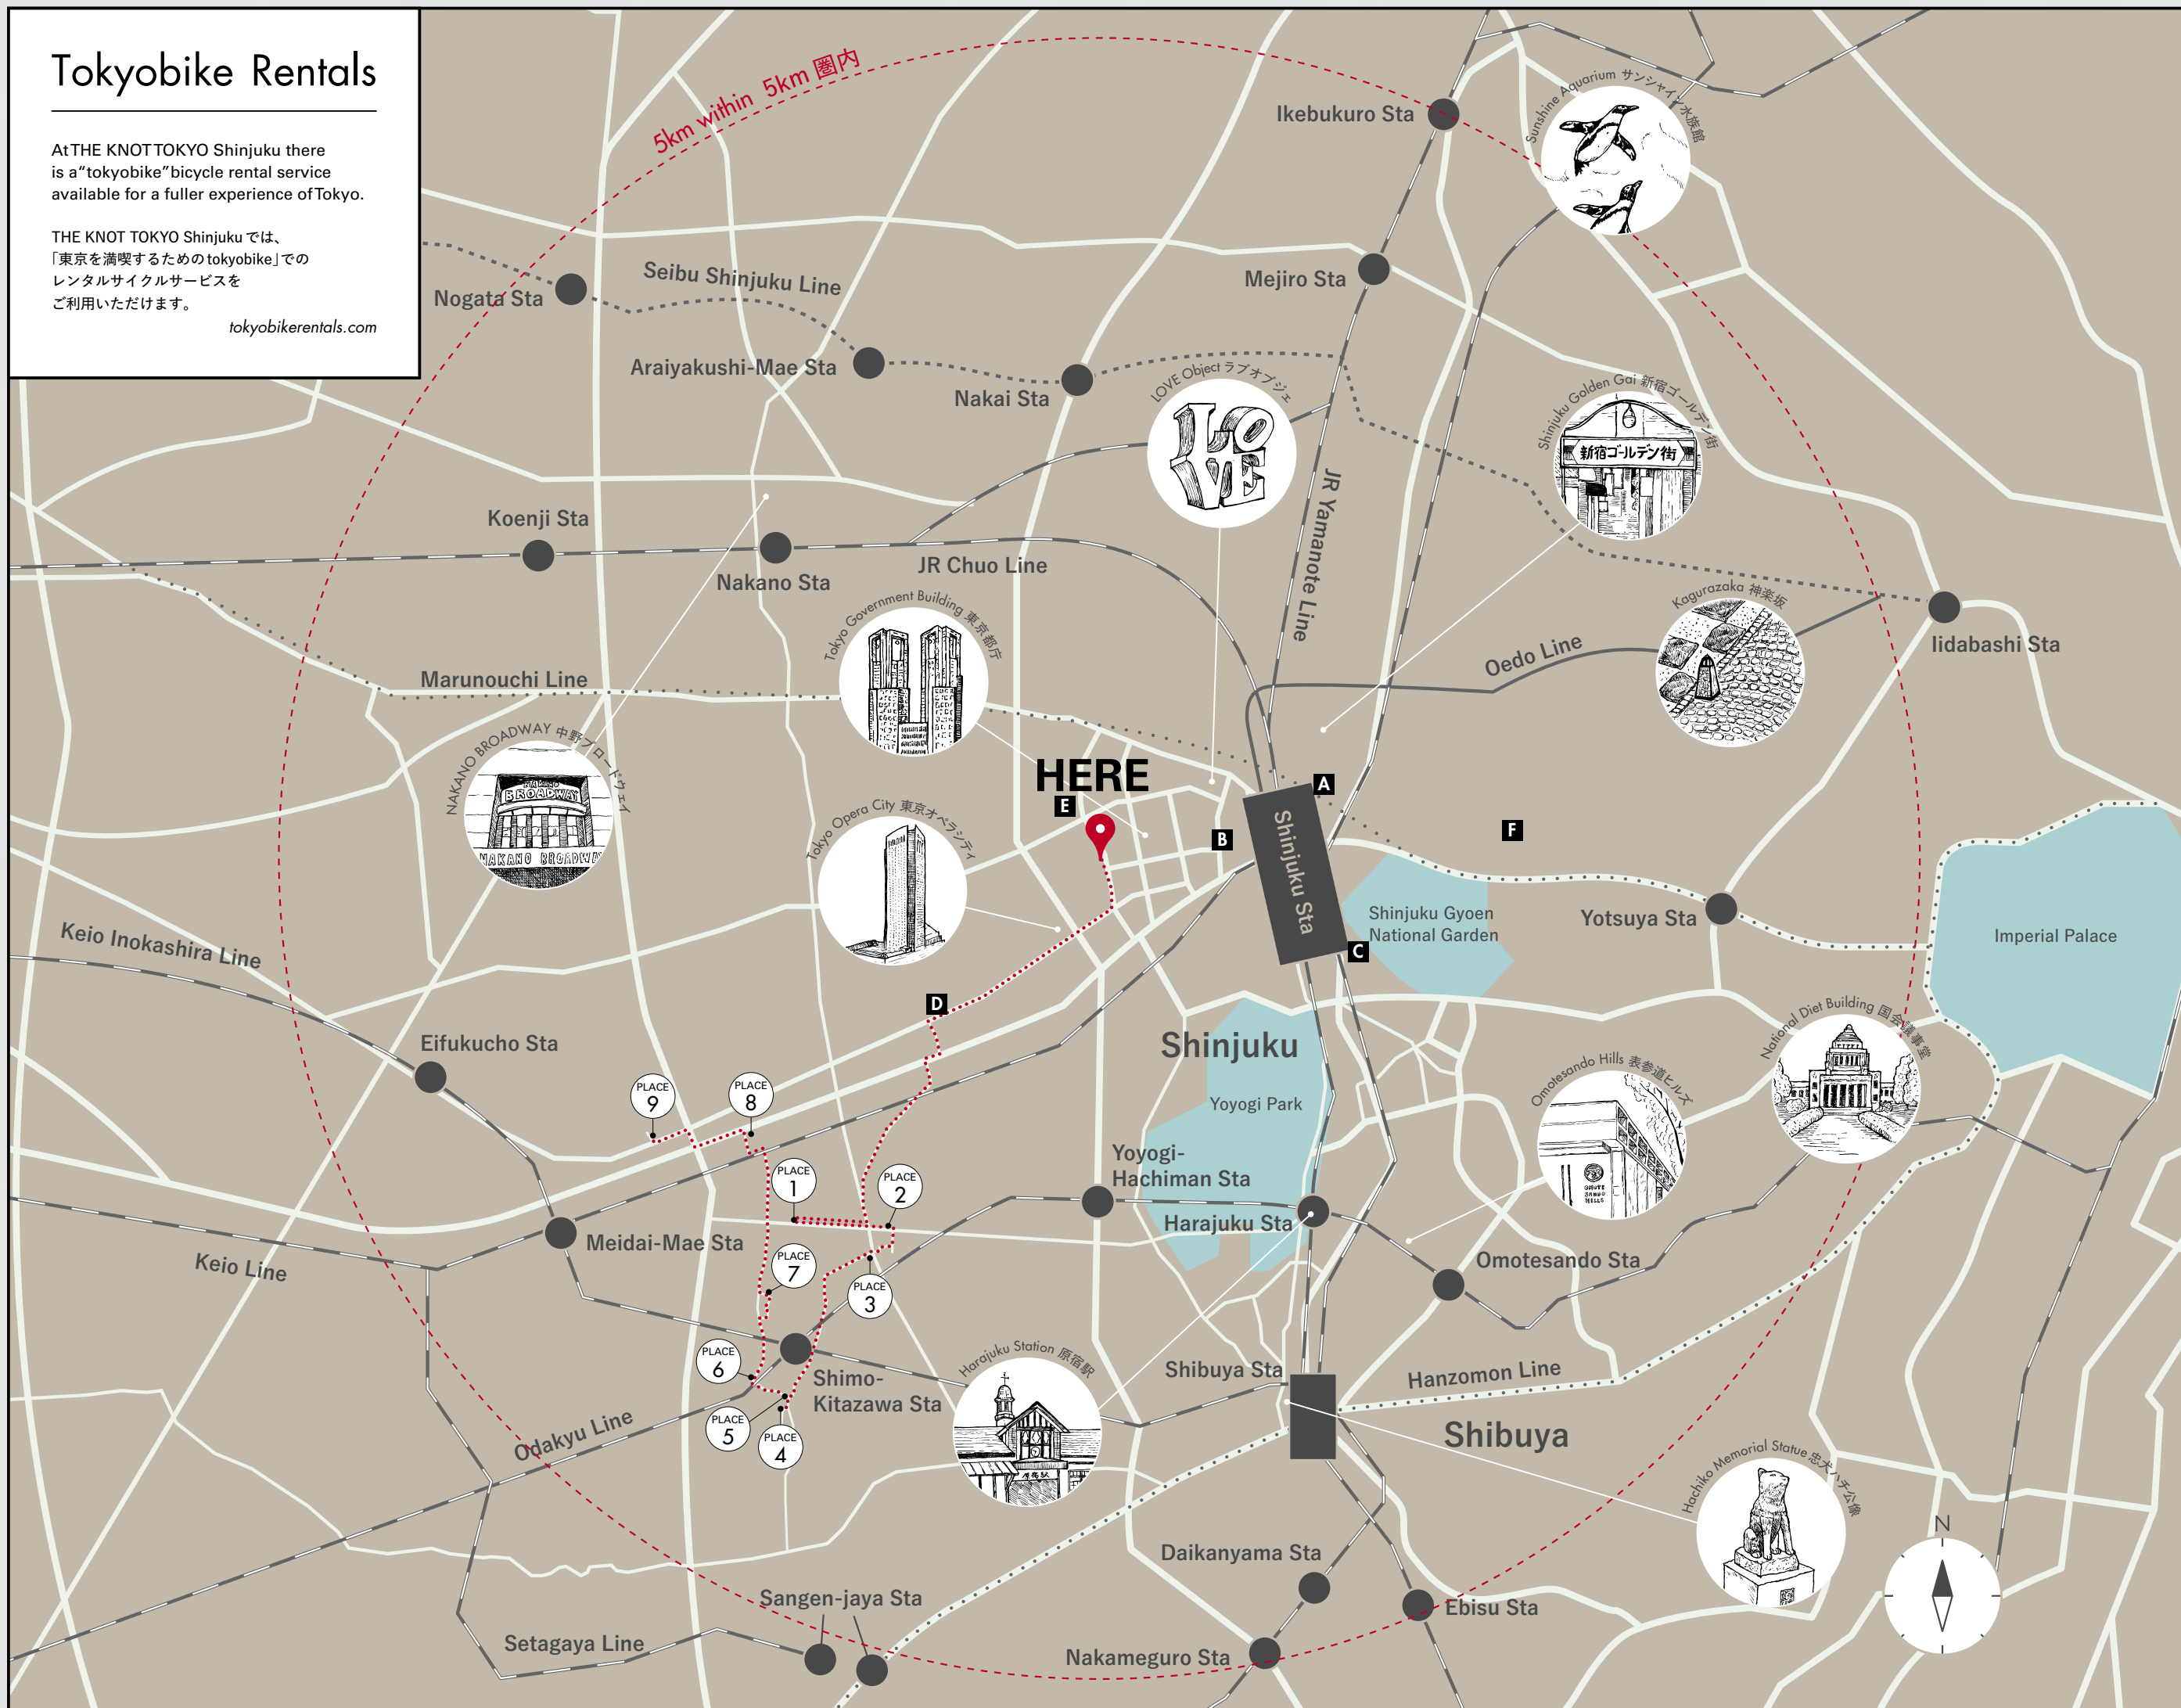 Tokyobike Rentals
At THE KNOT TOKYO Shinjuku there
is a "tokyobike" bicycle rental service
available for a fuller experience of Tokyo.
THE KNOT TOKYO Shinjuku では、
「東京を満喫するための tokyobike」での
レンタルサイクルサービスを
ご利用いただけます。
tokyobikerentals.com
5km within 5km 圏内
Ikebukuro Sta
Sunshine Aquarium サンシャイン水族館
Mejiro Sta
Seibu Shinjuku Line
Nogata Sta
Araiyakushi-Mae Sta
Nakai Sta
LOVE Object ラブオブジェ
LOVE
Shinjuku Golden Gai 新宿ゴールデン街
新宿ゴールデン街
JR Yamanote Line
Koenji Sta
Nakano Sta
JR Chuo Line
Tokyo Government Building 東京都庁
Kagurazaka 神楽坂
Iidabashi Sta
Oedo Line
Marunouchi Line
NAKANO BROADWAY 中野ブロードウェイ
NAKANO
BROADWAY
NAKANO BROADWAY
HERE
A
E
B
F
Tokyo Opera City 東京オペラシティ
Shinjuku Sta
Shinjuku Gyoen
National Garden
Yotsuya Sta
Imperial Palace
C
Keio Inokashira Line
D
Eifukucho Sta
Shinjuku
National Diet Building 国会議事堂
Omotesando Hills 表参道ヒルズ
OMOTE
SANDO
HILLS
PLACE
9
PLACE
8
Yoyogi Park
Yoyogi-
Hachiman Sta
PLACE
1
PLACE
2
Harajuku Sta
Meidai-Mae Sta
Keio Line
PLACE
7
PLACE
3
Omotesando Sta
PLACE
6
Shimo-
Kitazawa Sta
Harajuku Station 原宿駅
原宿駅
Shibuya Sta
Hanzomon Line
PLACE
5
PLACE
4
Odakyu Line
Shibuya
Hachiko Memorial Statue 忠犬ハチ公像
N
Daikanyama Sta
Sangen-jaya Sta
Ebisu Sta
Setagaya Line
Nakameguro Sta